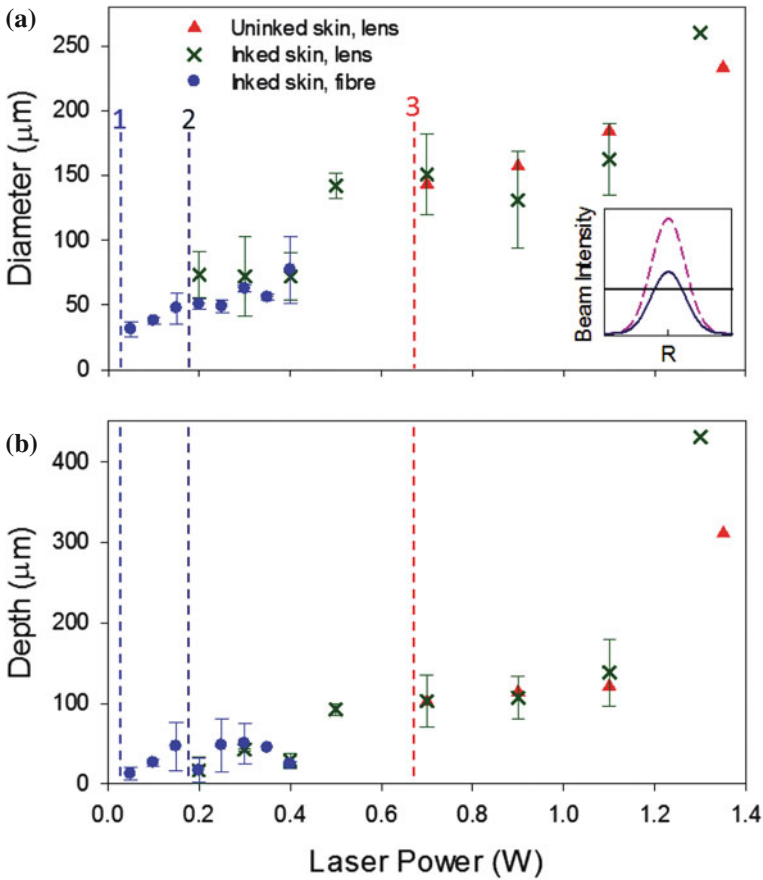 (a)
Uninked skin, lens
Inked skin, lens
Inked skin, fibre
250
200
150
100
50
0
Diameter (μm)
1
2
3
Beam Intensity
R
(b)
400
300
200
100
0
Depth (μm)
0.0 0.2 0.4 0.6 0.8 1.0 1.2 1.4
Laser Power (W)